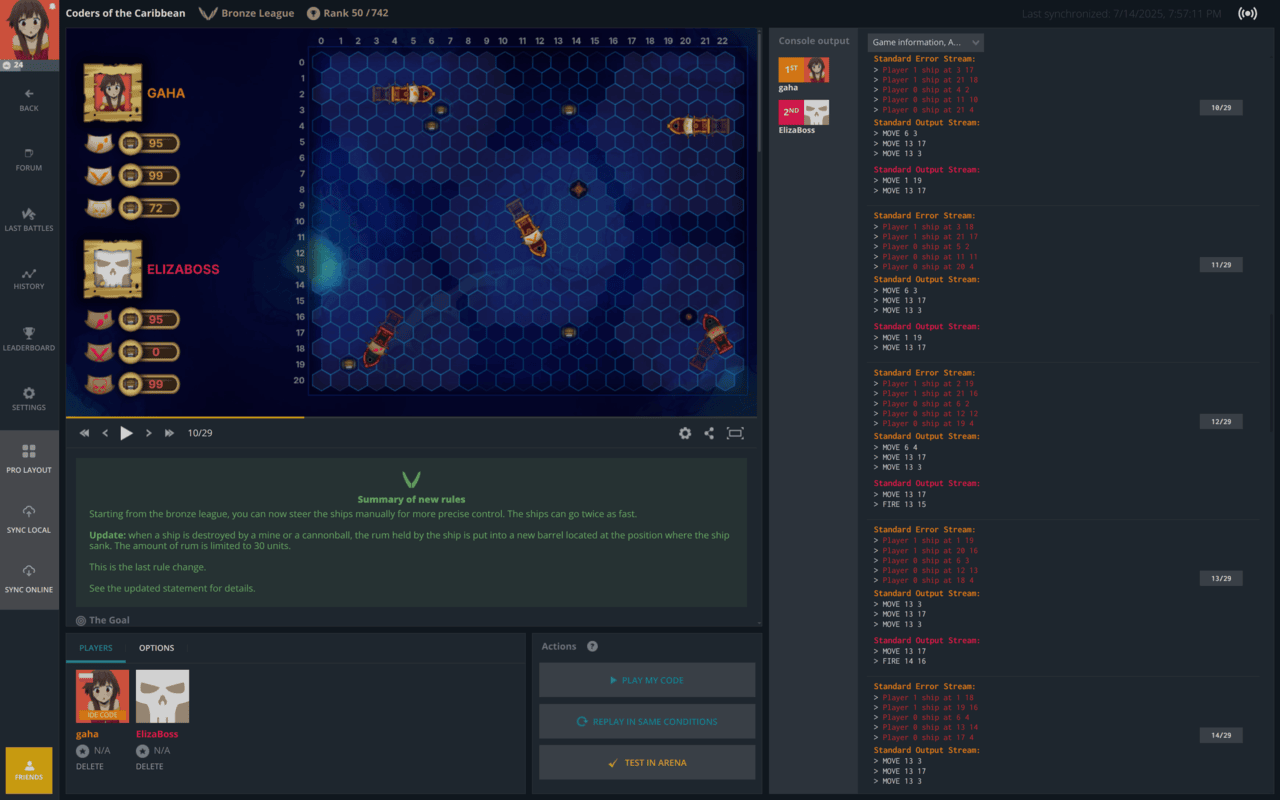 Coders of the Caribbean
Bronze League
Rank 50 / 742
Last synchronized: 7/14/2025, 7:57:11 PM
24
BACK
FORUM
LAST BATTLES
HISTORY
LEADERBOARD
SETTINGS
PRO LAYOUT
SYNC LOCAL
SYNC ONLINE
FRIENDS
0 1 2 3 4 5 6 7 8 9 10 11 12 13 14 15 16 17 18 19 20 21 22
0
1
2
3
4
5
6
7
8
9
10
11
12
13
14
15
16
17
18
19
20
GAHA
95
99
72
ELIZABOSS
95
0
99
10/29
Summary of new rules
Starting from the bronze league, you can now steer the ships manually for more precise control. The ships can go twice as fast.
Update: when a ship is destroyed by a mine or a cannonball, the rum held by the ship is put into a new barrel located at the position where the ship
sank. The amount of rum is limited to 30 units.
This is the last rule change.
See the updated statement for details.
The Goal
PLAYERS
OPTIONS
IDE CODE
gaha
N/A
DELETE
ElizaBoss
N/A
DELETE
Actions
?
PLAY MY CODE
REPLAY IN SAME CONDITIONS
TEST IN ARENA
Console output
Game information, A...
1ST
gaha
2ND
ElizaBoss
Standard Error Stream:
> Player 1 ship at 3 17
> Player 1 ship at 21 18
> Player 0 ship at 4 2
> Player 0 ship at 11 10
> Player 0 ship at 21 4
10/29
Standard Output Stream:
> MOVE 6 3
> MOVE 13 17
> MOVE 13 3
Standard Output Stream:
> MOVE 1 19
> MOVE 13 17
Standard Error Stream:
> Player 1 ship at 3 18
> Player 1 ship at 21 17
> Player 0 ship at 5 2
> Player 0 ship at 11 11
> Player 0 ship at 20 4
11/29
Standard Output Stream:
> MOVE 6 3
> MOVE 13 17
> MOVE 13 3
Standard Output Stream:
> MOVE 1 19
> MOVE 13 17
Standard Error Stream:
> Player 1 ship at 2 19
> Player 1 ship at 21 16
> Player 0 ship at 6 2
> Player 0 ship at 12 12
> Player 0 ship at 19 4
12/29
Standard Output Stream:
> MOVE 6 4
> MOVE 13 17
> MOVE 13 3
Standard Output Stream:
> MOVE 13 17
> FIRE 13 15
Standard Error Stream:
> Player 1 ship at 1 19
> Player 1 ship at 20 16
> Player 0 ship at 6 3
> Player 0 ship at 12 13
> Player 0 ship at 18 4
13/29
Standard Output Stream:
> MOVE 13 3
> MOVE 13 17
> MOVE 13 3
Standard Output Stream:
> MOVE 13 17
> FIRE 14 16
Standard Error Stream:
> Player 1 ship at 1 18
> Player 1 ship at 19 16
> Player 0 ship at 6 4
> Player 0 ship at 13 14
> Player 0 ship at 17 4
14/29
Standard Output Stream:
> MOVE 13 3
> MOVE 13 17
> MOVE 13 3